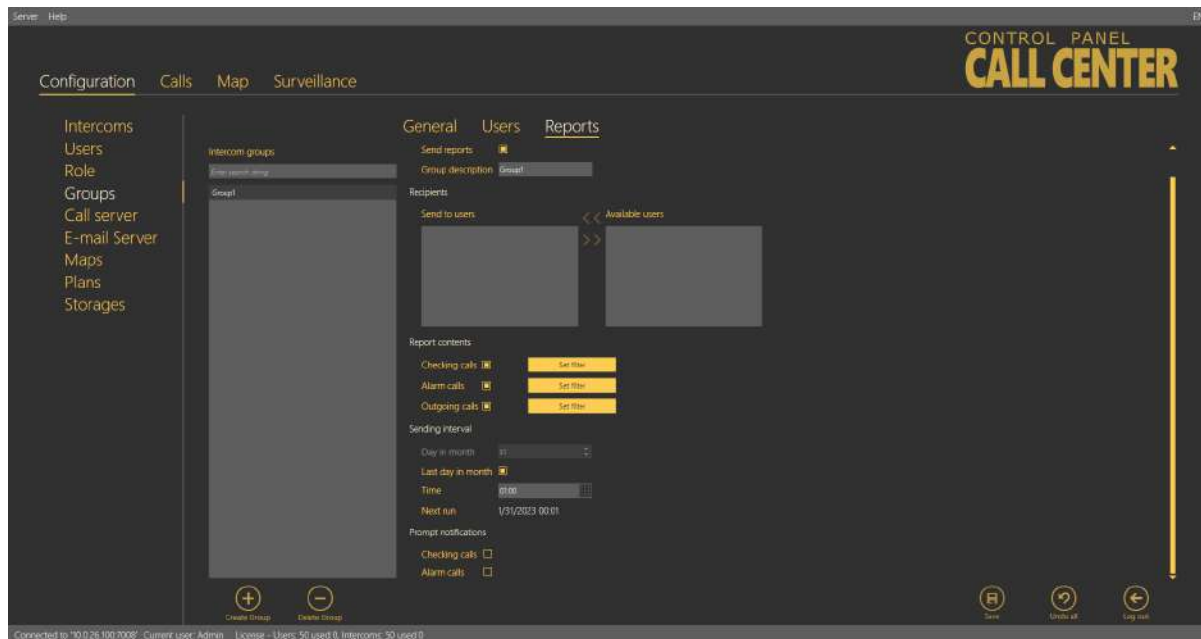 Server Help
EN
CONTROL PANEL
CALL CENTER
Configuration Calls Map Surveillance
Intercoms
Users
Role
Groups
Call server
E-mail Server
Maps
Plans
Storages
Intercom groups
Enter search string
Group1
Create Group
Delete Group
General Users Reports
Send reports
Group description Group1
Recipients
Send to users << Available users
>>
Report contents
Checking calls Set filter
Alarm calls Set filter
Outgoing calls Set filter
Sending interval
Day in month 31
Last day in month
Time 01:00
Next run 1/31/2023 00:01
Prompt notifications
Checking calls
Alarm calls
Save
Undo all
Log out
Connected to "10.0.26.100:7008" Current user: Admin License - Users: 50 used 0, Intercoms: 50 used 0